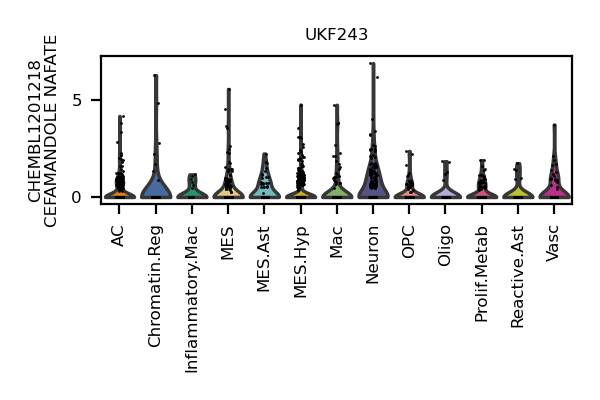 UKF243
CHEMBL1201218
CEFAMANDOLE NAFATE
5
0
AC
Chromatin.Reg
Inflammatory.Mac
MES
MES.Ast
MES.Hyp
Mac
Neuron
OPC
Oligo
Prolif.Metab
Reactive.Ast
Vasc